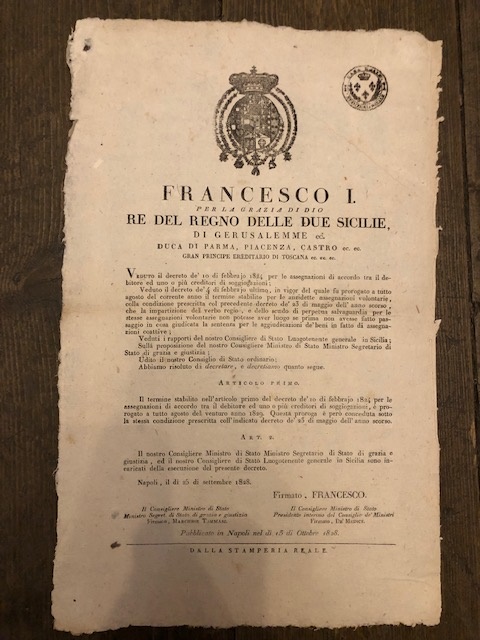 FRANCESCO I.
PER LA GRAZIA DI DIO
RE DEL REGNO DELLE DUE SICILIE,
DI GERUSALEMME ec.
DUCA DI PARMA, PIACENZA, CASTRO ec. ec.
GRAN PRINCIPE EREDITARIO DI TOSCANA ec. ec. ec.
Veduto il decreto de' 10 di febbrajo 1824 per le assegnazioni di accordo tra il debitore
bitore ed uno o più creditori di soggiogazioni;
Veduto il decreto de' di febbrajo ultimo, in vigor del quale fu prorogato a tutto
agosto del corrente anno il termine stabilito per le anzidette assegnazioni volontarie,
colla condizione prescritta col precedente decreto de' 23 di maggio dell'anno scorso,
che la impartizione del verbo regio, e dello scudo di perpetua salvaguardia per le
stesse assegnazioni volontarie non potesse aver luogo se prima non avesse fatto passaggio
saggio in cosa giudicata la sentenza per le aggiudicazioni de' beni in fatto di assegnazioni
zioni coattive;
Veduti i rapporti del nostro Consigliere di Stato Luogotenente generale in Sicilia;
Sulla proposizione del nostro Consigliere Ministro di Stato Ministro Segretario di
Stato di grazia e giustizia;
Udito il nostro Consiglio di Stato ordinario;
Abbiamo risoluto di decretare, e decretiamo quanto segue.
Articolo primo.
Il termine stabilito nell'articolo primo del decreto de' 10 di febbrajo 1824 per le
assegnazioni di accordo tra il debitore ed uno o più creditori di soggiogazione, è prorogato
rogato a tutto agosto del venturo anno 1829. Questa proroga è però conceduta sotto
la stessa condizione prescritta coll'indicato decreto de' 23 di maggio dell'anno scorso.
Art. 2.
Il nostro Consigliere Ministro di Stato Ministro Segretario di Stato di grazia e
giustizia, ed il nostro Consigliere di Stato Luogotenente generale in Sicilia sono incaricati
caricati della esecuzione del presente decreto.
Napoli, il dì 25 di settembre 1828.
Firmato, FRANCESCO.
Il Consigliere Ministro di Stato
Ministro Segret. di Stato di grazia e giustizia
Firmato, Marchese Tommasi.
Il Consigliere Ministro di Stato
Presidente interino del Consiglio de' Ministri
Firmato, De' Medici.
Pubblicato in Napoli nel dì 18 di Ottobre 1828.
DALLA STAMPERIA REALE.